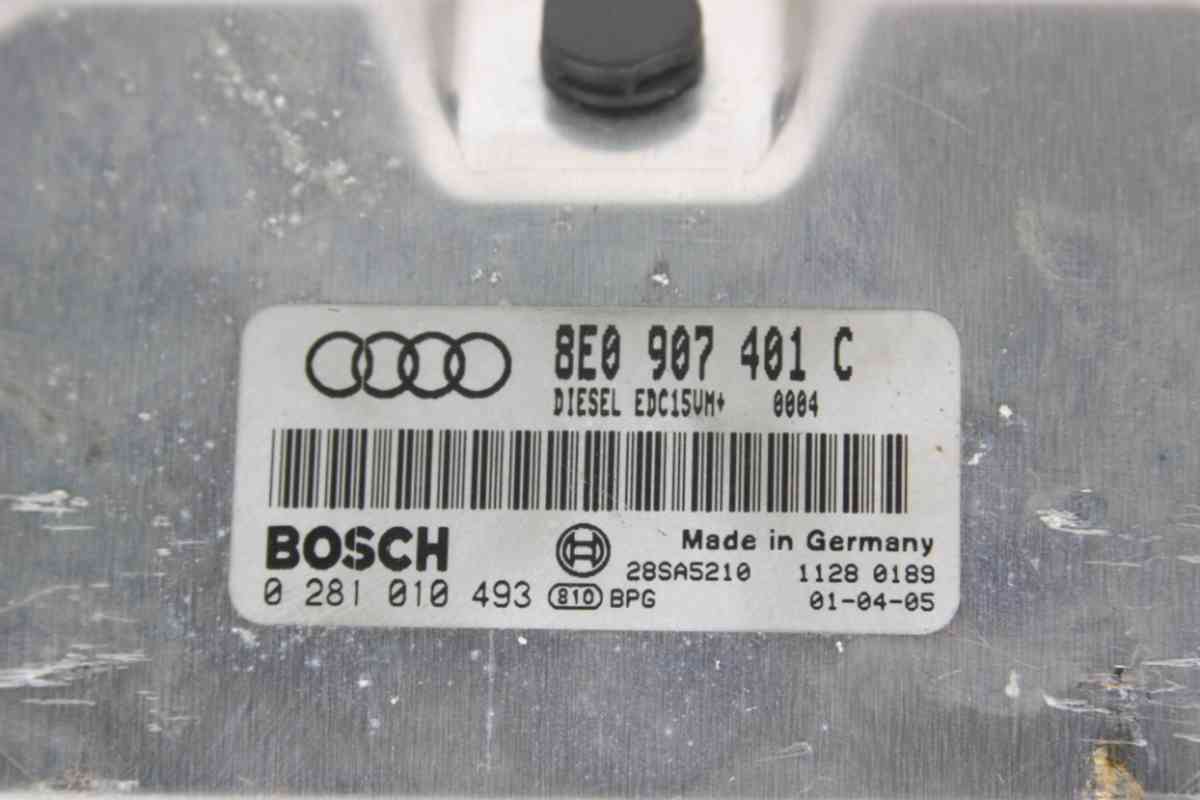 8E0 907 401 C
DIESEL EDC15VM+ 0004
BOSCH
Made in Germany
28SA5210 1128 0189
0 281 010 493 810 BPG 01-04-05